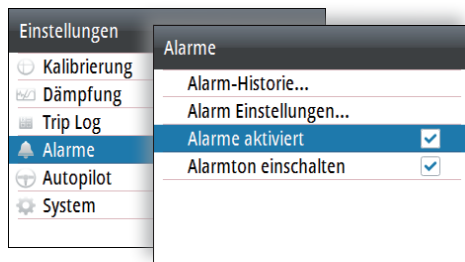 Einstellungen
Kalibrierung
Dämpfung
Trip Log
Alarme
Autopilot
System
Alarme
Alarm-Historie...
Alarm Einstellungen...
Alarme aktiviert
Alarmton einschalten